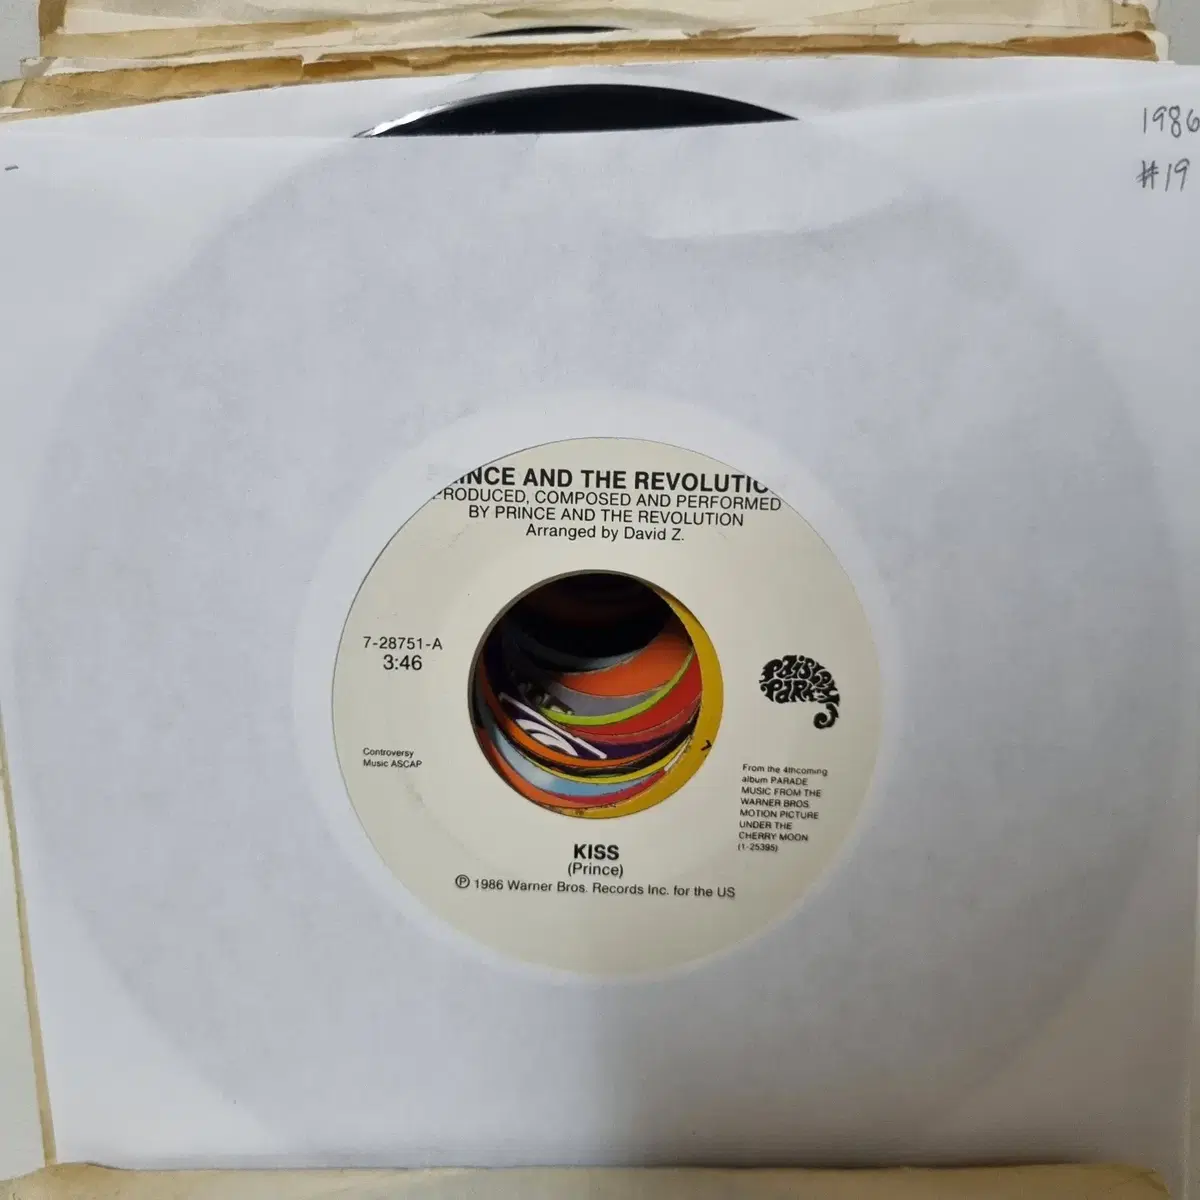 1986
#19
INCE AND THE REVOLUTIO
PRODUCED, COMPOSED AND PERFORMED
BY PRINCE AND THE REVOLUTION
Arranged by David Z.
7-28751-A
3:46
PAISLEY
PARK
Controversy
Music ASCAP
From the 4thcoming
album PARADE
MUSIC FROM THE
WARNER BROS
MOTION PICTURE
UNDER THE
CHERRY MOON
(1-25395)
KISS
(Prince)
℗ 1986 Warner Bros. Records Inc. for the US